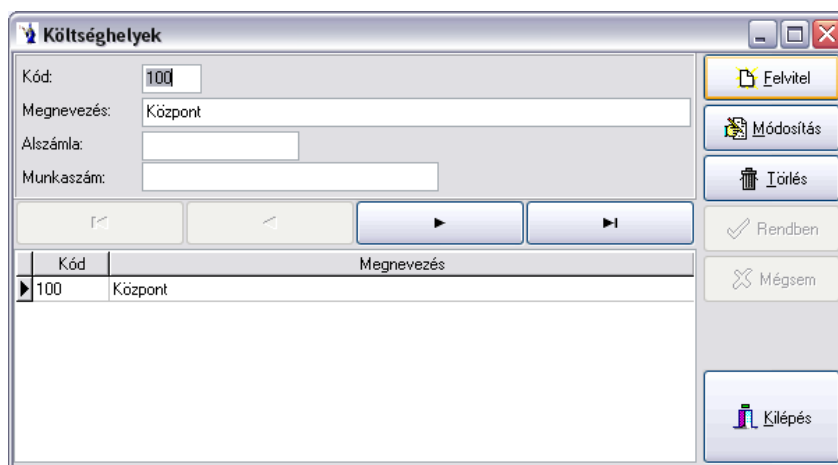 Költséghelyek
Kód: 100
Megnevezés: Központ
Alszámla:
Munkaszám:
Felvitel
Módosítás
Törlés
Rendben
Mégsem
Kilépés
Kód Megnevezés
100 Központ